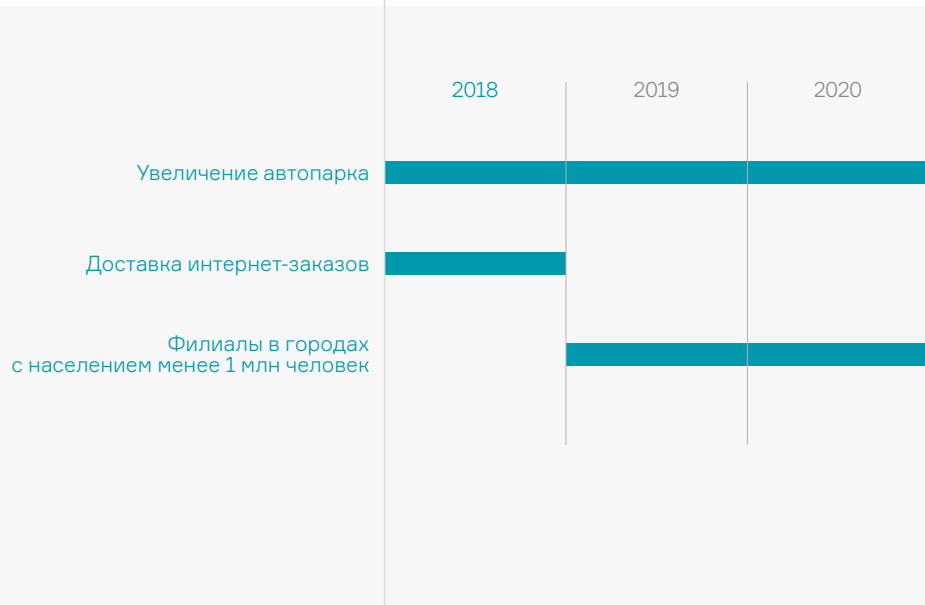 2018 2019 2020
Увеличение автопарка
Доставка интернет-заказов
Филиалы в городах
с населением менее 1 млн человек